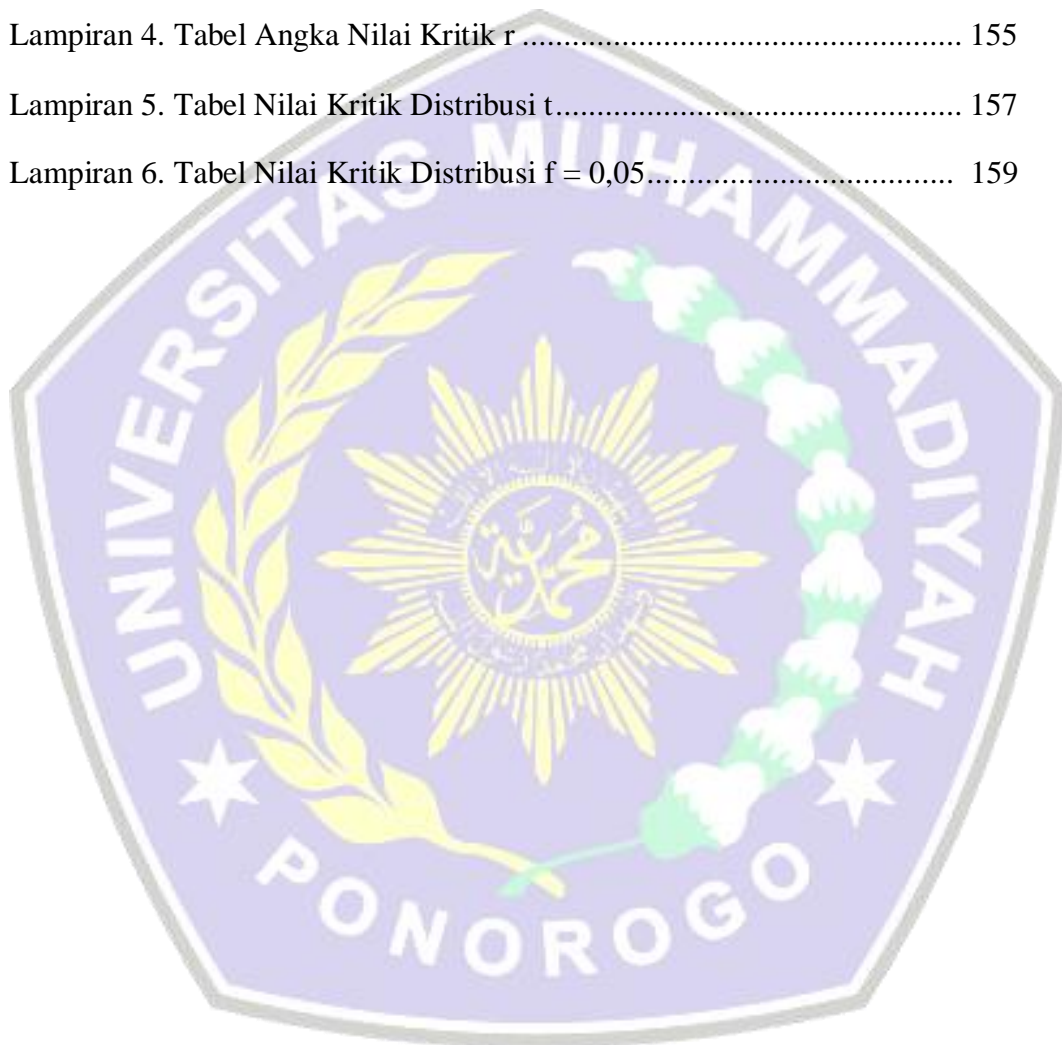 Lampiran 4. Tabel Angka Nilai Kritik r ...................................................... 155
Lampiran 5. Tabel Nilai Kritik Distribusi t.................................................. 157
Lampiran 6. Tabel Nilai Kritik Distribusi f = 0,05..................................... 159
UNIVERSITAS MUHAMMADIYAH
محمدية
PONOROGO